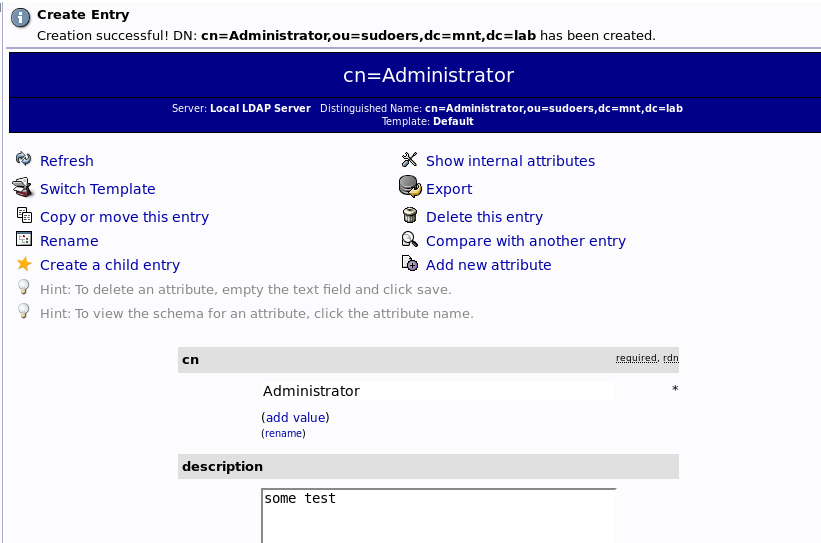 Create Entry
Creation successful! DN: cn=Administrator,ou=sudoers,dc=mnt,dc=lab has been created.
cn=Administrator
Server: Local LDAP Server Distinguished Name: cn=Administrator,ou=sudoers,dc=mnt,dc=lab
Template: Default
Refresh
Show internal attributes
Switch Template
Export
Copy or move this entry
Delete this entry
Rename
Compare with another entry
Create a child entry
Add new attribute
Hint: To delete an attribute, empty the text field and click save.
Hint: To view the schema for an attribute, click the attribute name.
cn required, rdn
Administrator *
(add value)
(rename)
description
some test